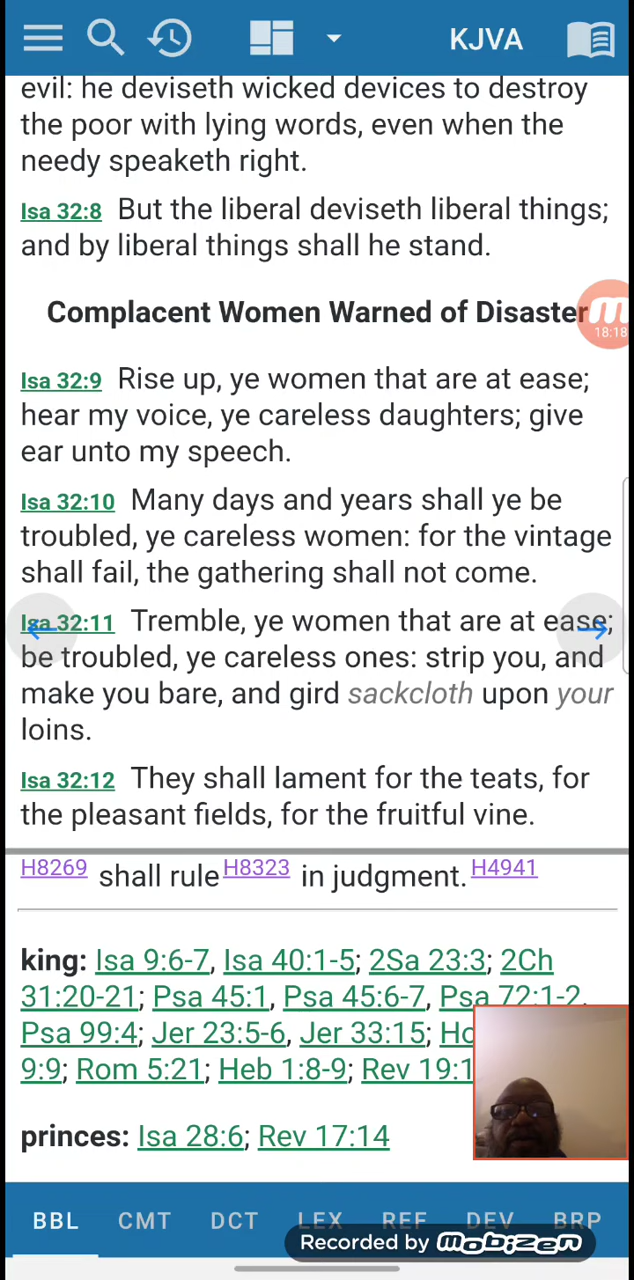 KJVA
evil: he deviseth wicked devices to destroy
the poor with lying words, even when the
needy speaketh right.
Isa 32:8 But the liberal deviseth liberal things;
and by liberal things shall he stand.
Complacent Women Warned of Disaster
18:18
Isa 32:9 Rise up, ye women that are at ease;
hear my voice, ye careless daughters; give
ear unto my speech.
Isa 32:10 Many days and years shall ye be
troubled, ye careless women: for the vintage
shall fail, the gathering shall not come.
Isa 32:11 Tremble, ye women that are at ease;
be troubled, ye careless ones: strip you, and
make you bare, and gird sackcloth upon your
loins.
Isa 32:12 They shall lament for the teats, for
the pleasant fields, for the fruitful vine.
H8269 shall rule H8323 in judgment. H4941
king: Isa 9:6-7, Isa 40:1-5; 2Sa 23:3; 2Ch
31:20-21; Psa 45:1, Psa 45:6-7, Psa 72:1-2,
Psa 99:4; Jer 23:5-6, Jer 33:15;
9:9; Rom 5:21; Heb 1:8-9; Rev
princes: Isa 28:6; Rev 17:14
BBL CMT DCT LEX REF DEV BRP
Recorded by mobizen